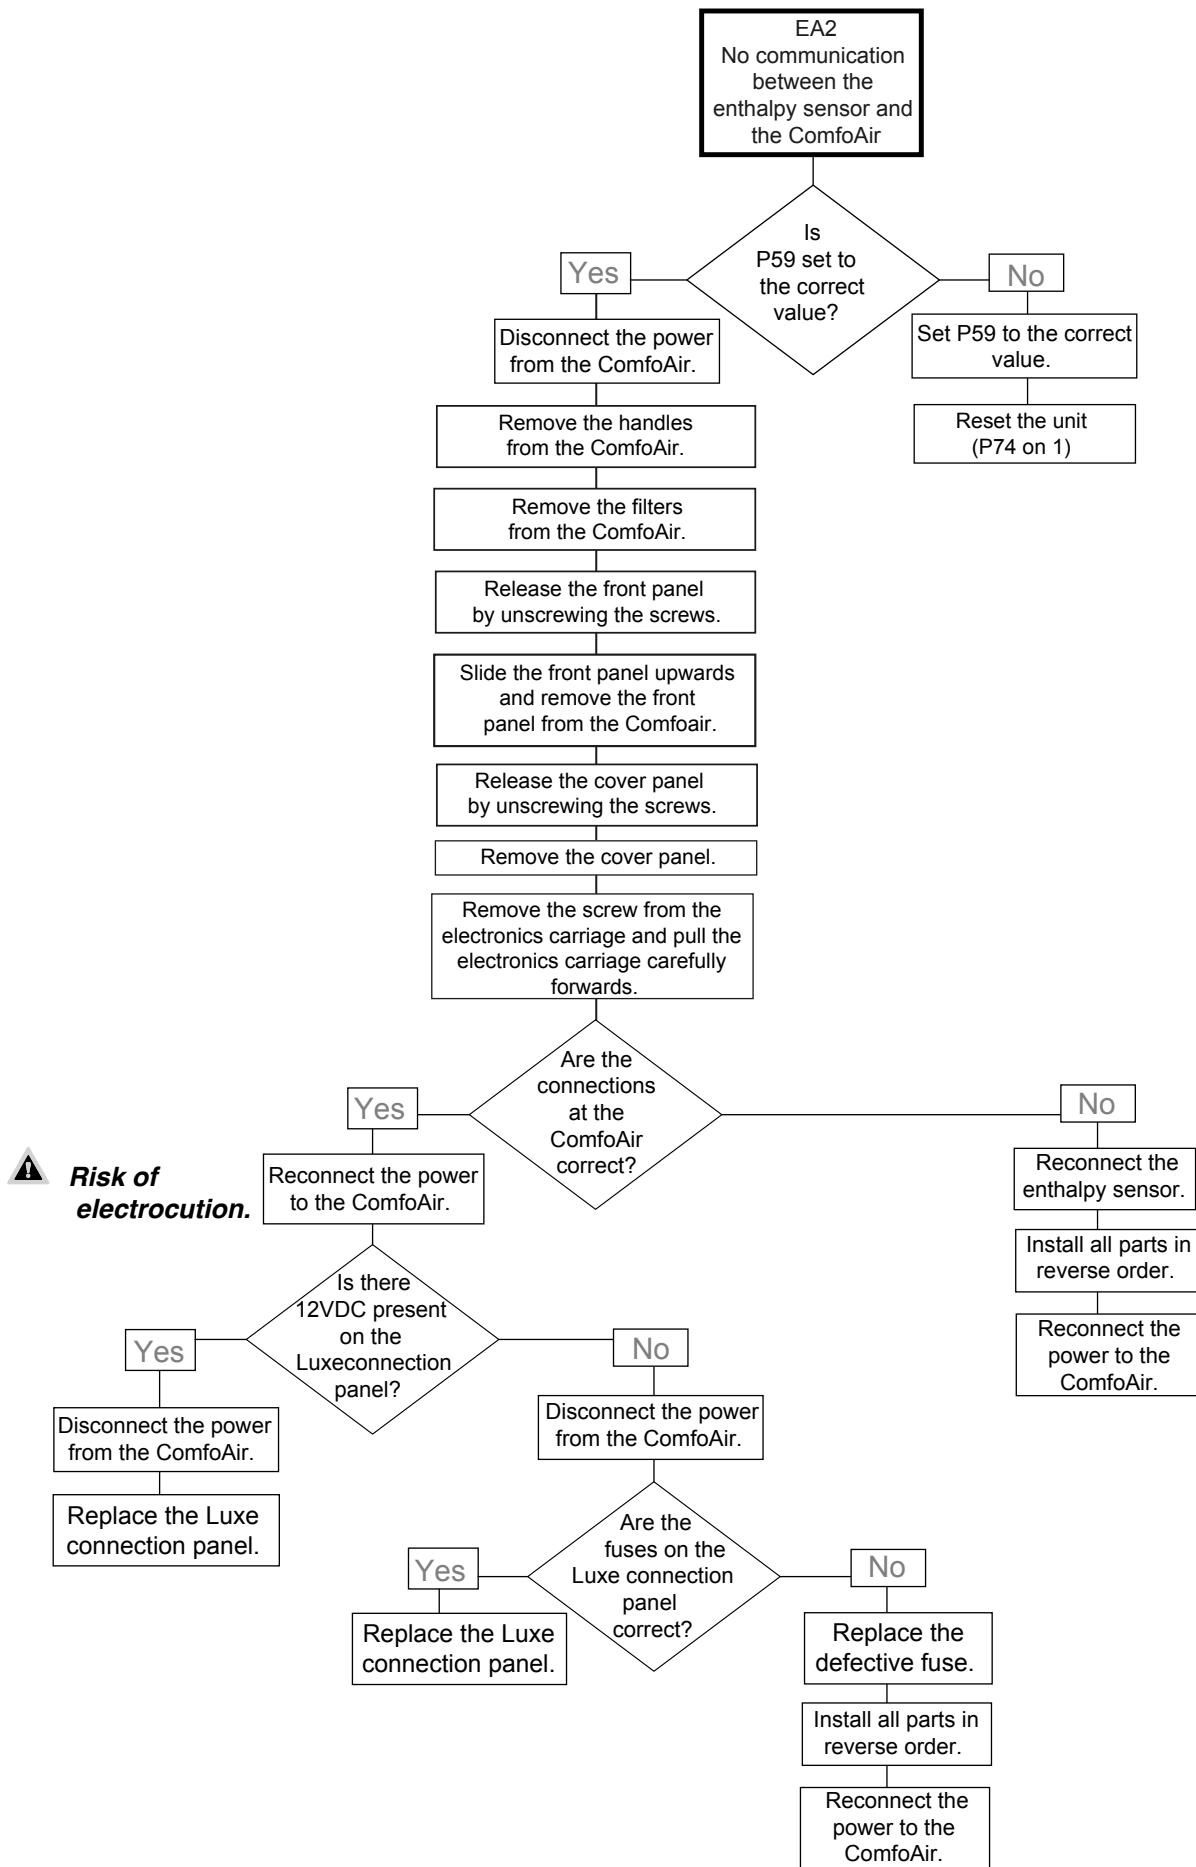 EA2
No communication
between the
enthalpy sensor and
the ComfoAir
Is
P59 set to
the correct
value?
Yes
No
Disconnect the power
from the ComfoAir.
Set P59 to the correct
value.
Remove the handles
from the ComfoAir.
Reset the unit
(P74 on 1)
Remove the filters
from the ComfoAir.
Release the front panel
by unscrewing the screws.
Slide the front panel upwards
and remove the front
panel from the Comfoair.
Release the cover panel
by unscrewing the screws.
Remove the cover panel.
Remove the screw from the
electronics carriage and pull the
electronics carriage carefully
forwards.
Are the
connections
at the
ComfoAir
correct?
Yes
No
Risk of
electrocution.
Reconnect the power
to the ComfoAir.
Reconnect the
enthalpy sensor.
Install all parts in
reverse order.
Reconnect the
power to the
ComfoAir.
Is there
12VDC present
on the
Luxeconnection
panel?
Yes
No
Disconnect the power
from the ComfoAir.
Replace the Luxe
connection panel.
Disconnect the power
from the ComfoAir.
Are the
fuses on the
Luxe connection
panel
correct?
Yes
No
Replace the Luxe
connection panel.
Replace the
defective fuse.
Install all parts in
reverse order.
Reconnect the
power to the
ComfoAir.